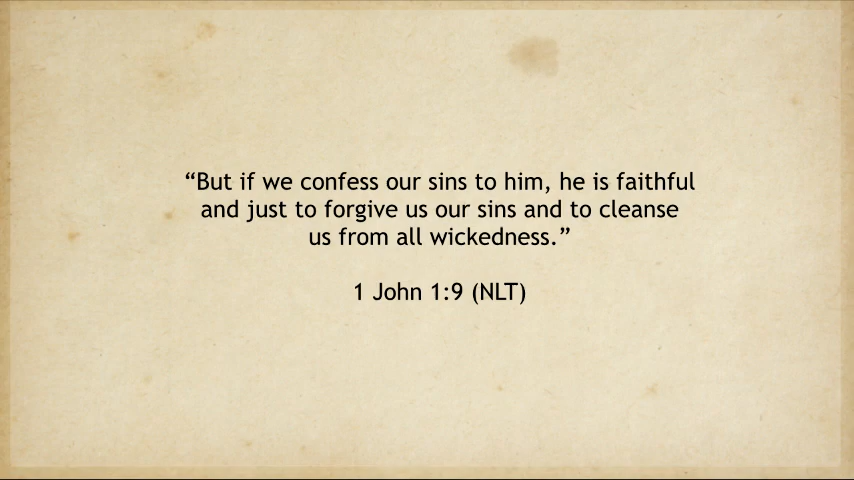 “But if we confess our sins to him, he is faithful
and just to forgive us our sins and to cleanse
us from all wickedness.”
1 John 1:9 (NLT)